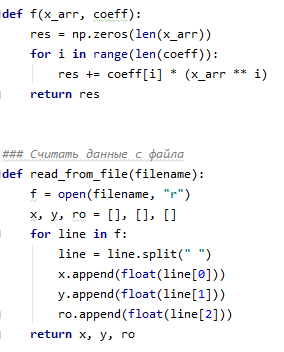 def f(x_arr, coeff):
    res = np.zeros(len(x_arr))
    for i in range(len(coeff)):
        res += coeff[i] * (x_arr ** i)
    return res
### Считать данные с файла
def read_from_file(filename):
    f = open(filename, "r")
    x, y, ro = [], [], []
    for line in f:
        line = line.split(" ")
        x.append(float(line[0]))
        y.append(float(line[1]))
        ro.append(float(line[2]))
    return x, y, ro